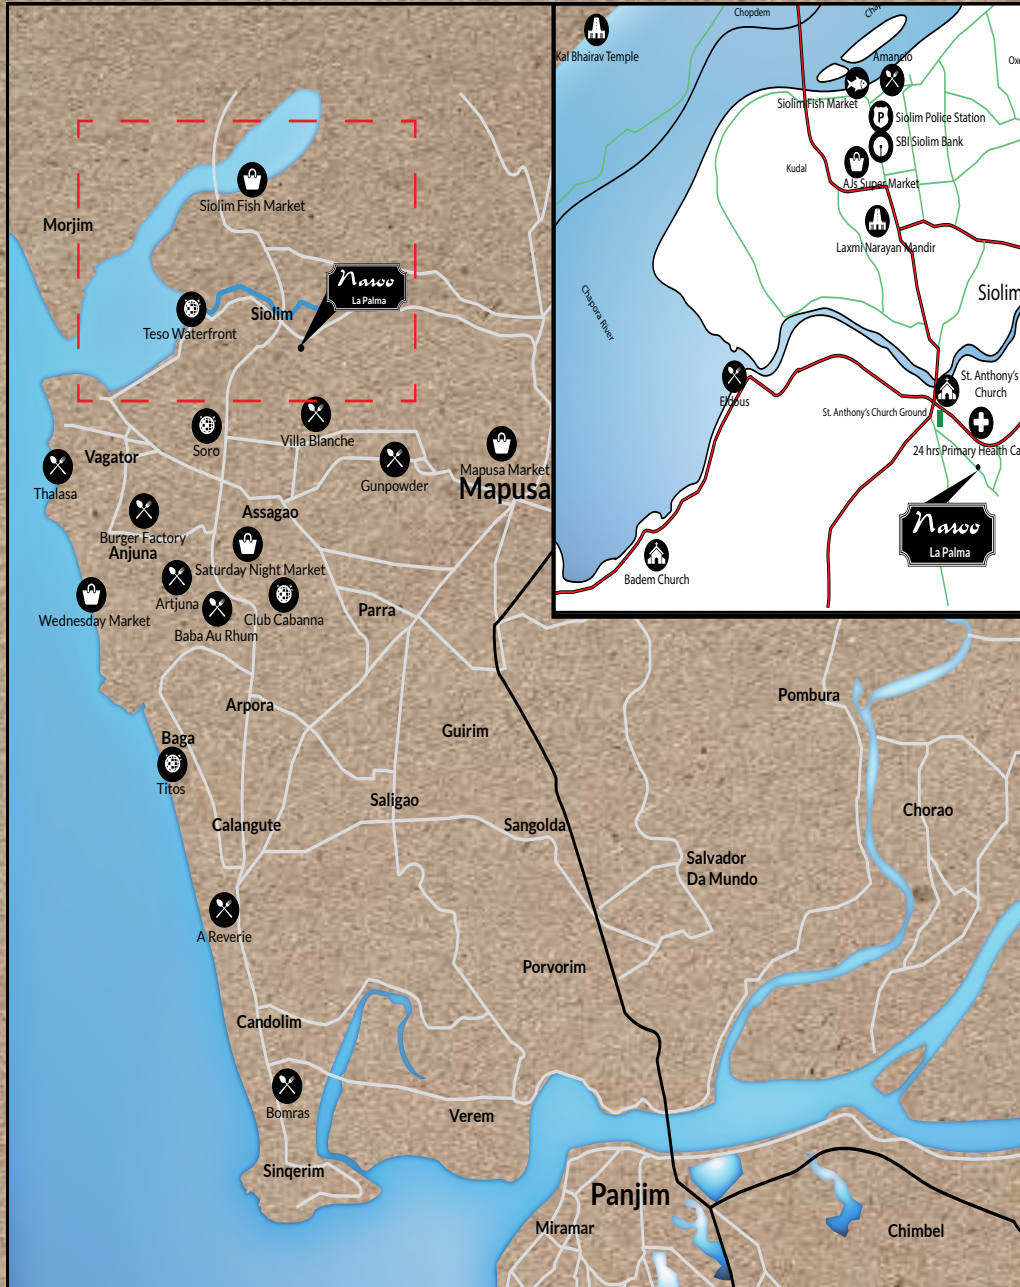 Chopdem
Kal Bhairav Temple
Amancio
Siolim Fish Market
Siolim Police Station
SBI Siolim Bank
Kudal
AJs Super Market
Laxmi Narayan Mandir
Chapora River
Siolim
Eldous
St. Anthony's
Church
St. Anthony's Church Ground
24 hrs Primary Health Ca
Naroo
La Palma
Badem Church
Siolim Fish Market
Morjim
Naroo
La Palma
Siolim
Teso Waterfront
Villa Blanche
Soro
Vagator
Thalasa
Gunpowder
Mapusa Market
Mapusa
Assagao
Burger Factory
Anjuna
Saturday Night Market
Artjuna
Wednesday Market
Baba Au Rhum
Club Cabanna
Parra
Arpora
Pombura
Guirim
Baga
Titos
Saligao
Calangute
Sangolda
Chorao
Salvador
Da Mundo
A Reverie
Porvorim
Candolim
Bomras
Verem
Sinqerim
Panjim
Miramar
Chimbel